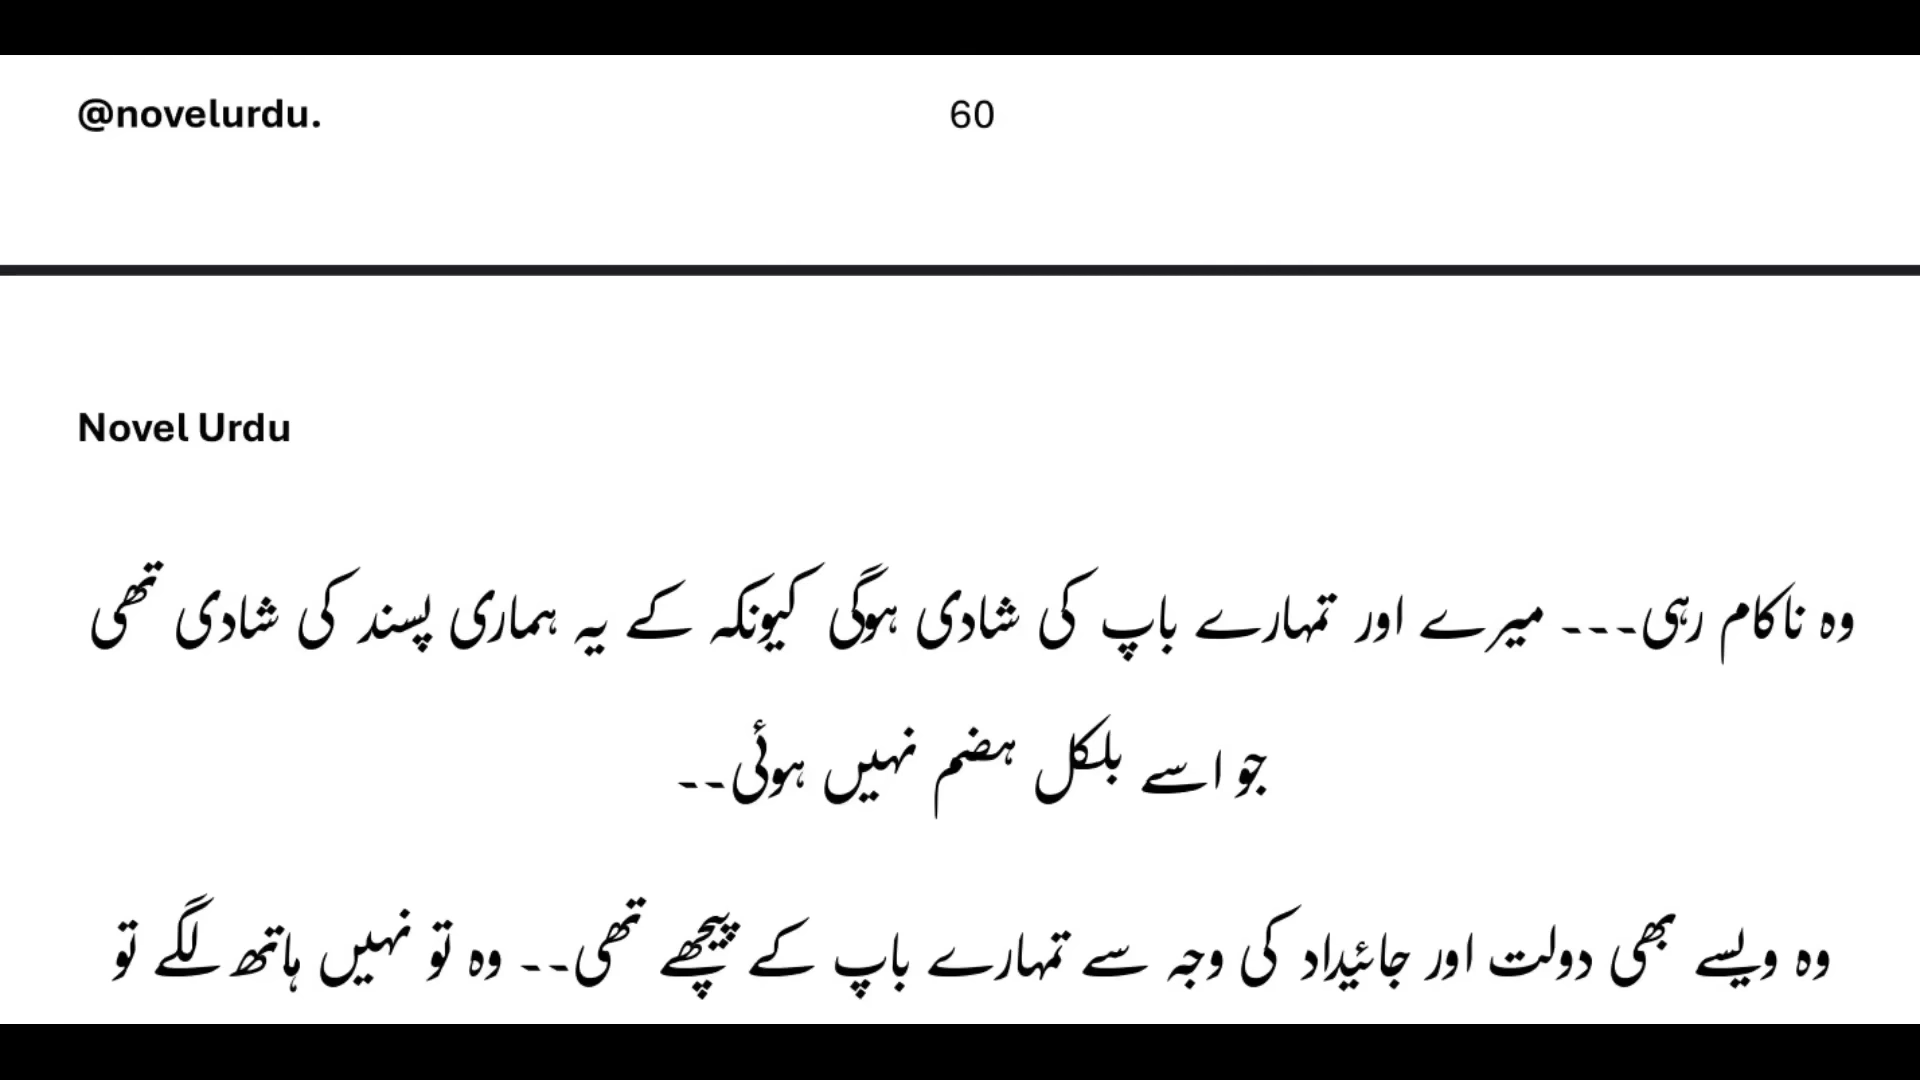 @novelurdu. 60
Novel Urdu
وہ ناکام رہی۔۔۔ میرے اور تمہارے باپ کی شادی ہوگی کیونکہ کے یہ ہماری پسند کی شادی تھی
جو اسے بلکل ہضم نہیں ہوئی۔۔
وہ ویسے بھی دولت اور جائیداد کی وجہ سے تمہارے باپ کے پیچھے تھی۔۔ وہ تو نہیں ہاتھ لگے تو